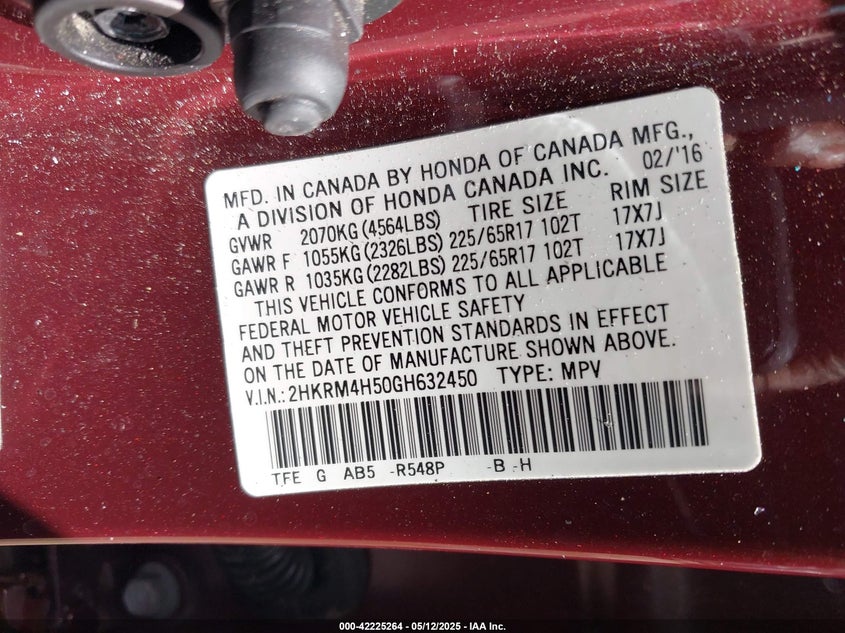 MFD. IN CANADA BY HONDA OF CANADA MFG.,
A DIVISION OF HONDA CANADA INC. 02/'16
GVWR 2070KG(4564LBS) TIRE SIZE RIM SIZE
GAWR F 1055KG(2326LBS) 225/65R17 102T 17X7J
GAWR R 1035KG(2282LBS) 225/65R17 102T 17X7J
THIS VEHICLE CONFORMS TO ALL APPLICABLE
FEDERAL MOTOR VEHICLE SAFETY
AND THEFT PREVENTION STANDARDS IN EFFECT
ON THE DATE OF MANUFACTURE SHOWN ABOVE.
V.I.N.:2HKRM4H50GH632450 TYPE: MPV
TFE G AB5 -R548P -B -H
000-42225264 - 05/12/2025 - IAA Inc.